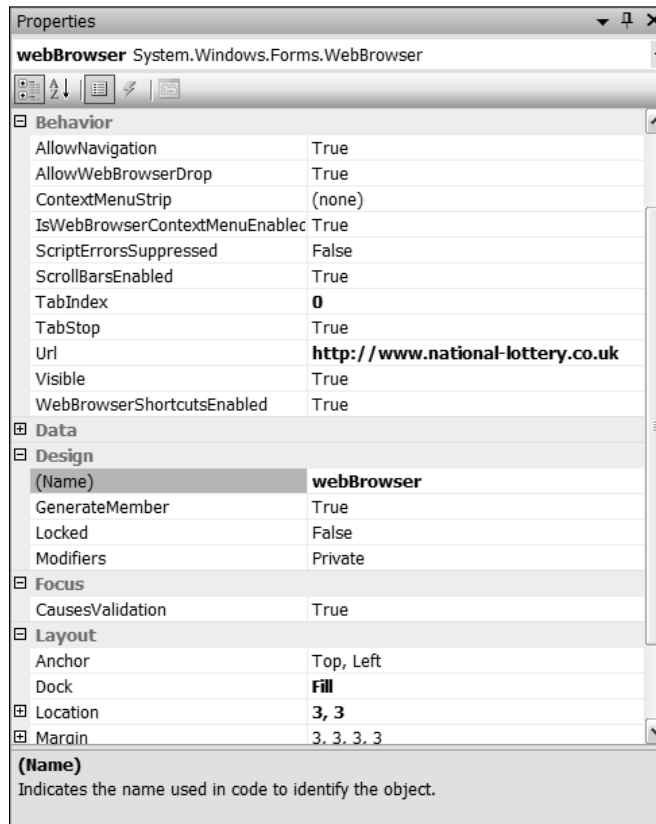 Properties
webBrowser System.Windows.Forms.WebBrowser
Behavior
AllowNavigation True
AllowWebBrowserDrop True
ContextMenuStrip (none)
IsWebBrowserContextMenuEnabled True
ScriptErrorsSuppressed False
ScrollBarsEnabled True
TabIndex 0
TabStop True
Url http://www.national-lottery.co.uk
Visible True
WebBrowserShortcutsEnabled True
Data
Design
(Name) webBrowser
GenerateMember True
Locked False
Modifiers Private
Focus
CausesValidation True
Layout
Anchor Top, Left
Dock Fill
Location 3, 3
Margin 3, 3, 3, 3
(Name)
Indicates the name used in code to identify the object.